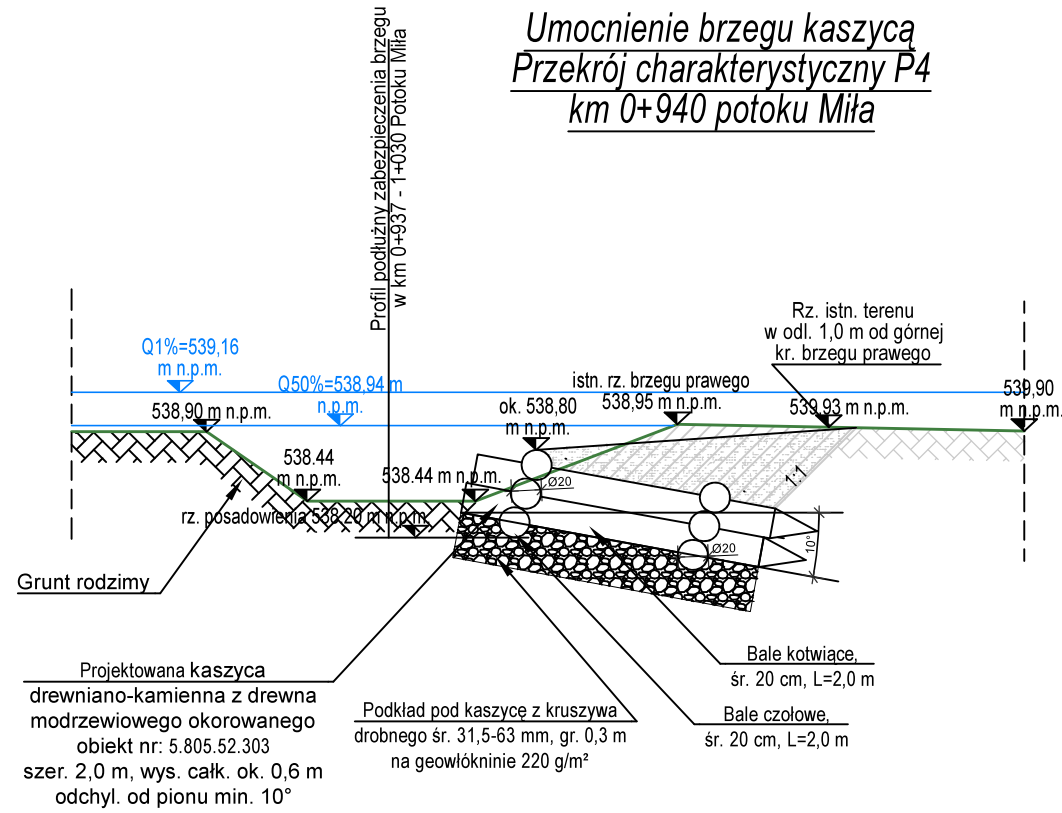 Umocnienie brzegu kaszycą
Przekrój charakterystyczny P4
km 0+940 potoku Miła
Profil podłużny zabezpieczenia brzegu
w km 0+937 - 1+030 Potoku Miła
Rz. istn. terenu
w odl. 1,0 m od górnej
kr. brzegu prawego
Q1%=539,16
m n.p.m.
Q50%=538,94 m
n.p.m.
istn. rz. brzegu prawego
538,95 m n.p.m.
539,90
m n.p.m.
538,90 m n.p.m.
ok. 538,80
m n.p.m.
539,93 m n.p.m.
538.44
m n.p.m.
538.44 m n.p.m.
Ø20
1:1
rz. posadowienia 538.20 m n.p.m.
Ø20
10°
Grunt rodzimy
Projektowana kaszyca
drewniano-kamienna z drewna
modrzewiowego okorowanego
obiekt nr: 5.805.52.303
szer. 2,0 m, wys. całk. ok. 0,6 m
odchyl. od pionu min. 10°
Podkład pod kaszycę z kruszywa
drobnego śr. 31,5-63 mm, gr. 0,3 m
na geowłókninie 220 g/m²
Bale kotwiące,
śr. 20 cm, L=2,0 m
Bale czołowe,
śr. 20 cm, L=2,0 m